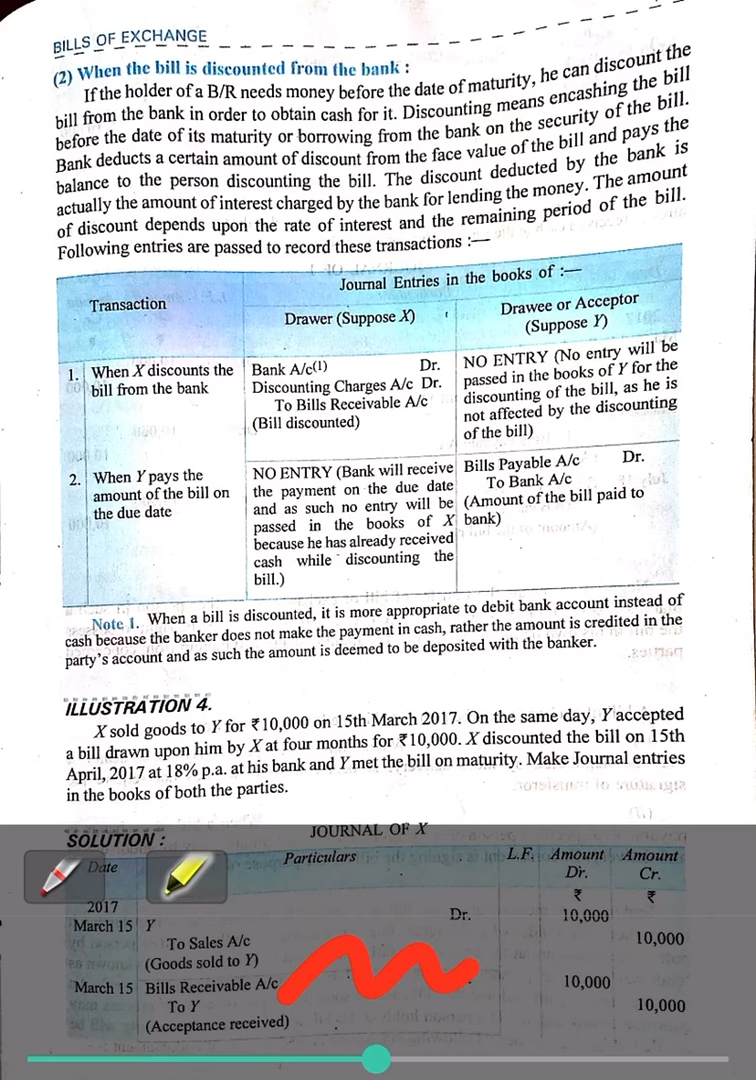 BILLS OF EXCHANGE
(2) When the bill is discounted from the bank :
If the holder of a B/R needs money before the date of maturity, he can discount the
bill from the bank in order to obtain cash for it. Discounting means encashing the bill
before the date of its maturity or borrowing from the bank on the security of the bill.
Bank deducts a certain amount of discount from the face value of the bill and pays the
balance to the person discounting the bill. The discount deducted by the bank is
actually the amount of interest charged by the bank for lending the money. The amount
of discount depends upon the rate of interest and the remaining period of the bill.
Following entries are passed to record these transactions :—
Transaction
Journal Entries in the books of :—
Drawer (Suppose X)
Drawee or Acceptor
(Suppose Y)
1. When X discounts the
bill from the bank
Bank A/c(1) Dr.
Discounting Charges A/c Dr.
To Bills Receivable A/c
(Bill discounted)
NO ENTRY (No entry will be
passed in the books of Y for the
discounting of the bill, as he is
not affected by the discounting
of the bill)
2. When Y pays the
amount of the bill on
the due date
NO ENTRY (Bank will receive
the payment on the due date
and as such no entry will be
passed in the books of X
because he has already received
cash while discounting the
bill.)
Bills Payable A/c Dr.
To Bank A/c
(Amount of the bill paid to
bank)
Note 1. When a bill is discounted, it is more appropriate to debit bank account instead of
cash because the banker does not make the payment in cash, rather the amount is credited in the
party's account and as such the amount is deemed to be deposited with the banker.
ILLUSTRATION 4.
X sold goods to Y for ₹10,000 on 15th March 2017. On the same day, Y accepted
a bill drawn upon him by X at four months for ₹10,000. X discounted the bill on 15th
April, 2017 at 18% p.a. at his bank and Y met the bill on maturity. Make Journal entries
in the books of both the parties.
SOLUTION :
JOURNAL OF X
Date Particulars L.F. Amount Amount
Dr. Cr.
₹ ₹
2017
March 15 Y Dr. 10,000
To Sales A/c 10,000
(Goods sold to Y)
March 15 Bills Receivable A/c 10,000
To Y 10,000
(Acceptance received)